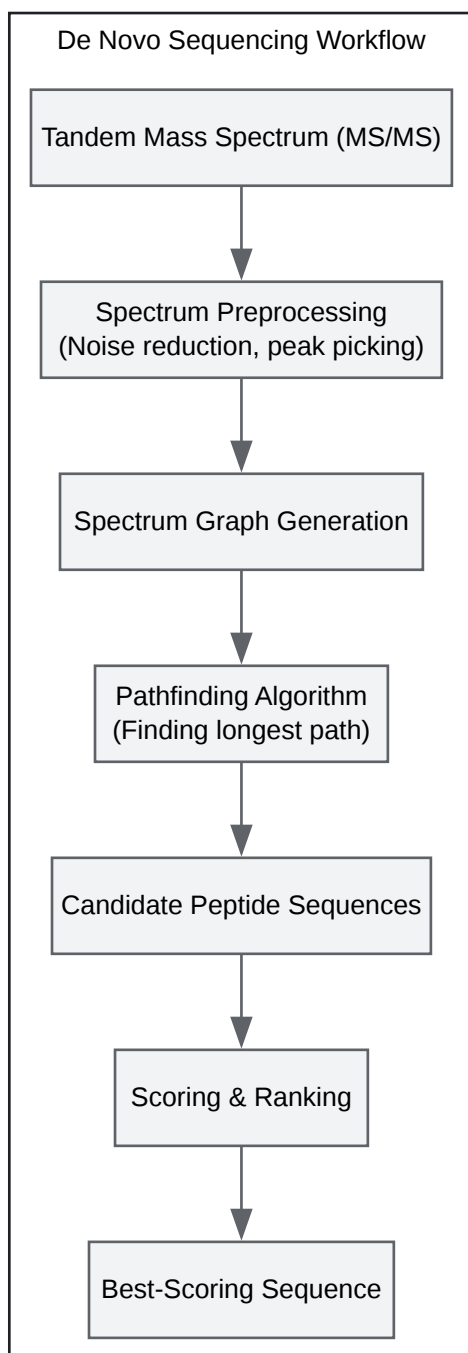 De Novo Sequencing Workflow
Tandem Mass Spectrum (MS/MS)
Spectrum Preprocessing
(Noise reduction, peak picking)
Spectrum Graph Generation
Pathfinding Algorithm
(Finding longest path)
Candidate Peptide Sequences
Scoring & Ranking
Best-Scoring Sequence